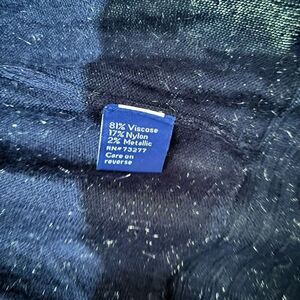 81% Viscose
17% Nylon
2% Metallic
RN#73277
Care on
reverse